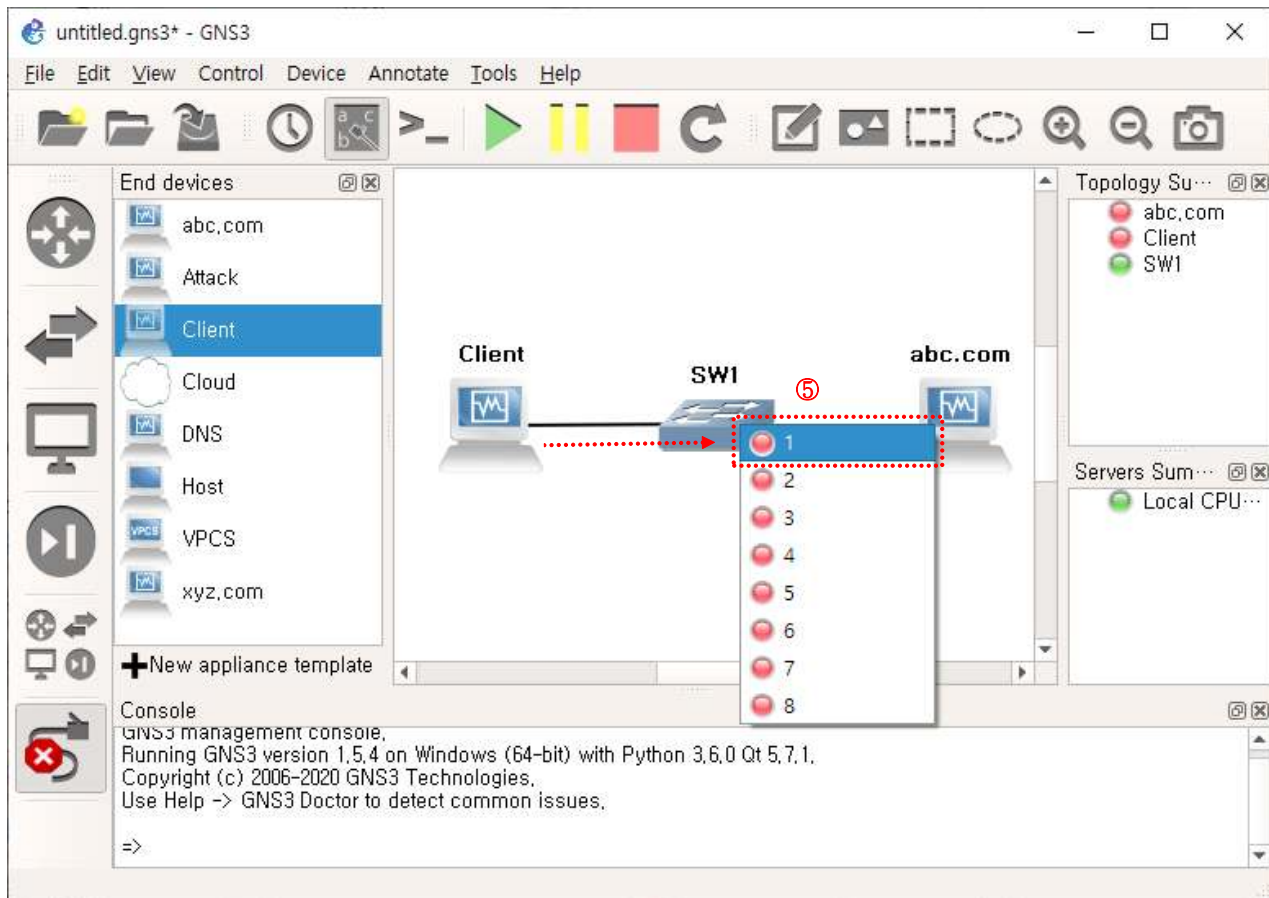 untitled.gns3* - GNS3
File Edit View Control Device Annotate Tools Help
End devices
abc,com
Attack
Client
Cloud
DNS
Host
VPCS
xyz,com
New appliance template
Client
SW1
abc.com
⑤
1
2
3
4
5
6
7
8
Topology Su⋯
abc,com
Client
SW1
Servers Sum⋯
Local CPU⋯
Console
GNS3 management console,
Running GNS3 version 1,5,4 on Windows (64-bit) with Python 3,6,0 Qt 5,7,1,
Copyright (c) 2006-2020 GNS3 Technologies,
Use Help -> GNS3 Doctor to detect common issues,
=>